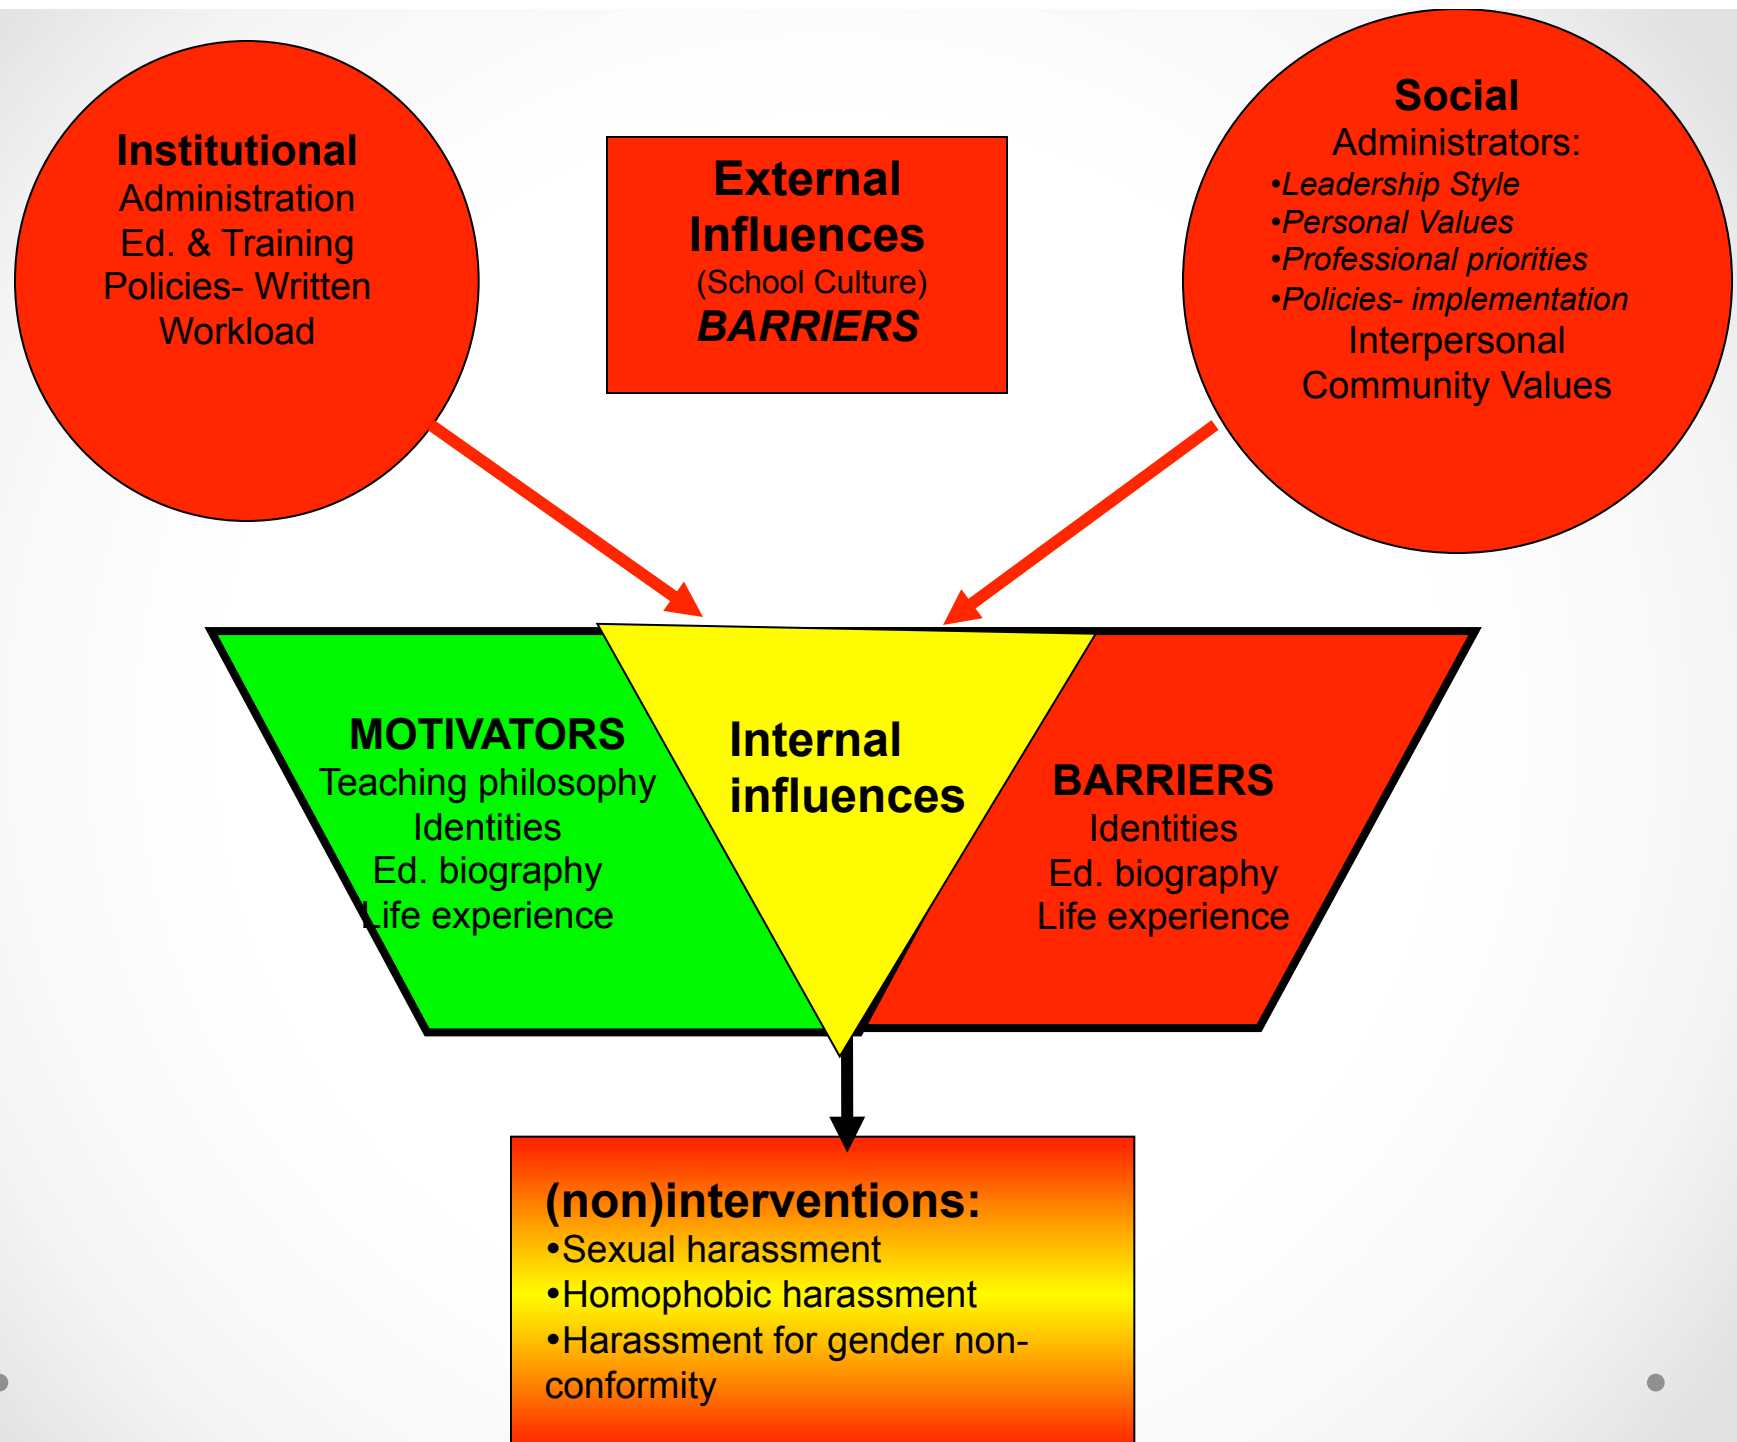 Institutional
Administration
Ed. & Training
Policies- Written
Workload
External
Influences
(School Culture)
BARRIERS
Social
Administrators:
•Leadership Style
•Personal Values
•Professional priorities
•Policies- implementation
Interpersonal
Community Values
MOTIVATORS
Teaching philosophy
Identities
Ed. biography
Life experience
Internal
influences
BARRIERS
Identities
Ed. biography
Life experience
(non)interventions:
•Sexual harassment
•Homophobic harassment
•Harassment for gender non-
conformity